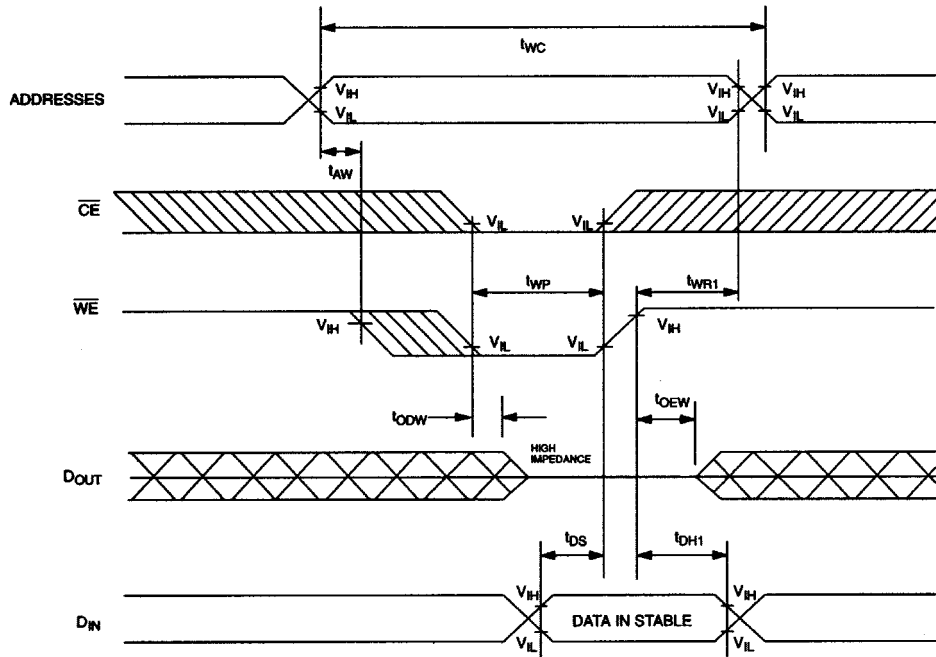 tWC
ADDRESSES
VIH VIH VIH
VIL VIL VIL
tAW
CE
VIL VIL
tWP tWR1
WE
VIH VIH
VIL VIL
tODW tOEW
HIGH
IMPEDANCE
DOUT
tDS tDH1
VIH VIH
DIN DATA IN STABLE
VIL VIL